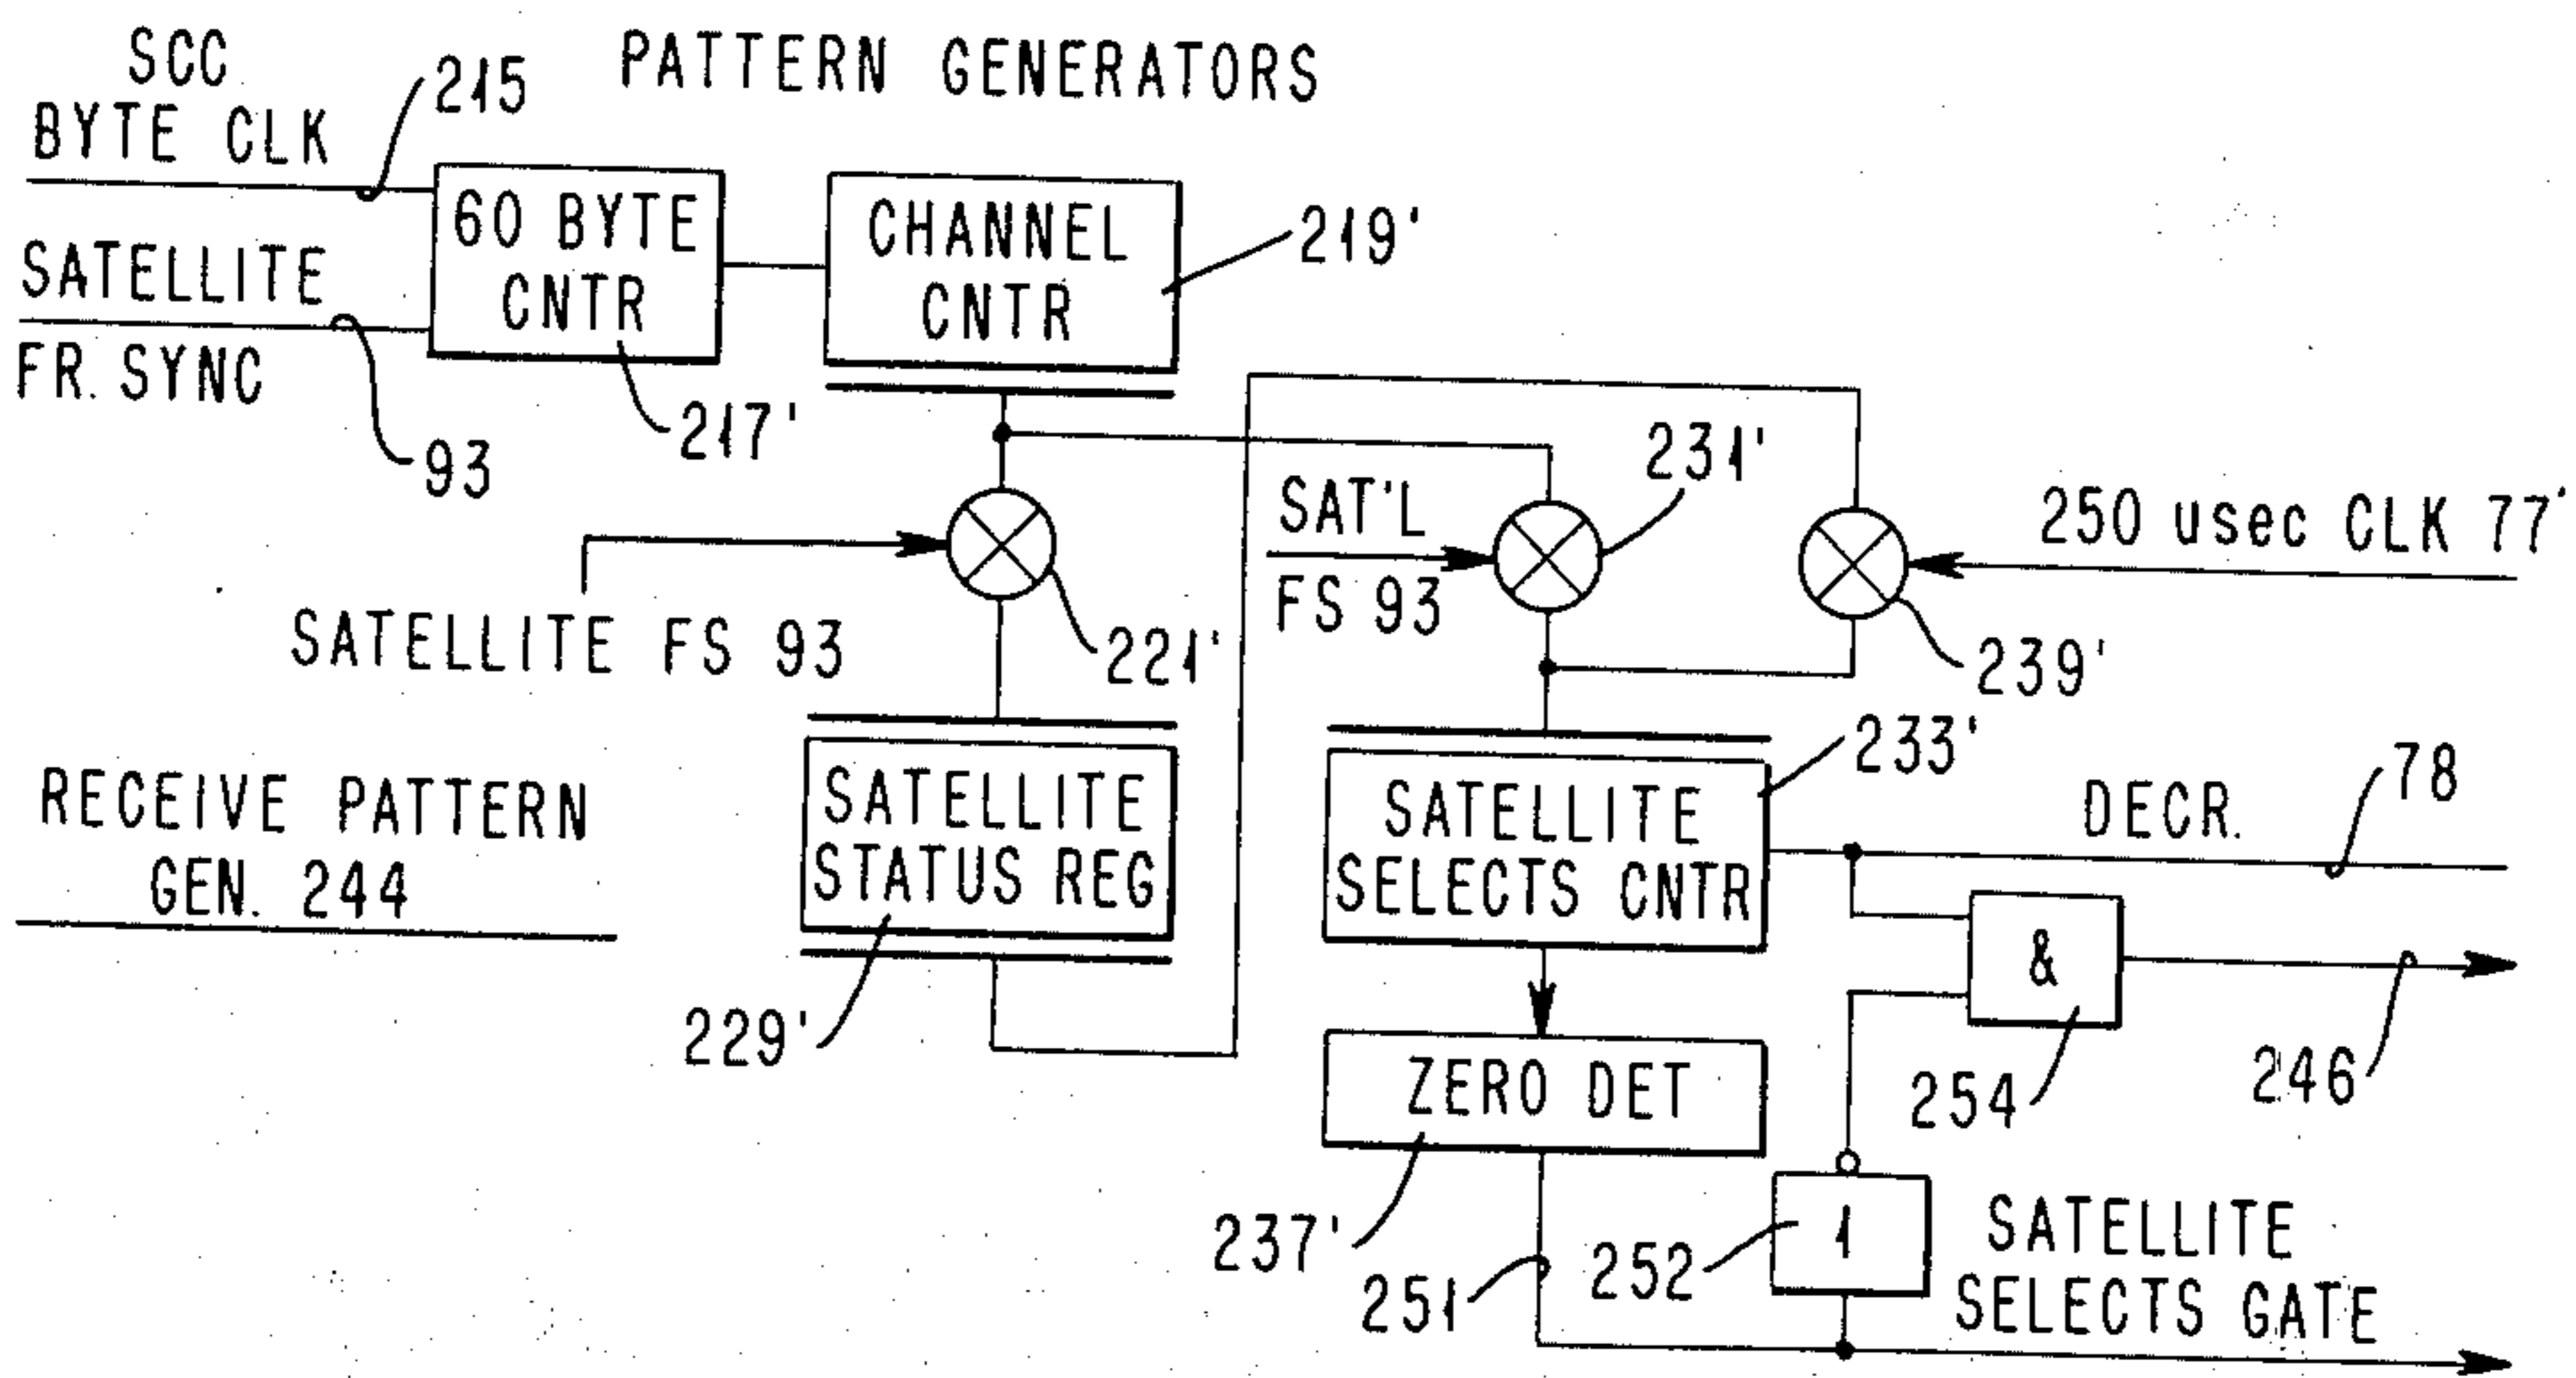 PATTERN GENERATORS
SCC
BYTE CLK
215
SATELLITE
FR. SYNC
93
60 BYTE
CNTR
217'
CHANNEL
CNTR
219'
SATELLITE FS 93
221'
SAT'L
FS 93
231'
250 usec CLK 77'
239'
RECEIVE PATTERN
GEN. 244
SATELLITE
STATUS REG
229'
SATELLITE
SELECTS CNTR
233'
DECR.
78
&
254
246
ZERO DET
237'
251
252
1
SATELLITE
SELECTS GATE